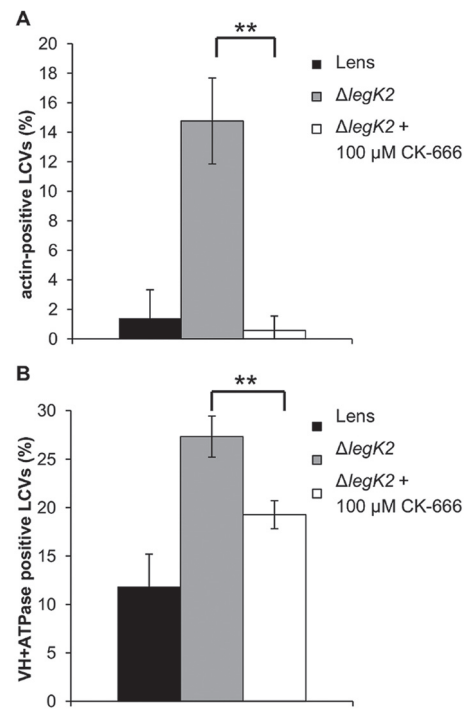 A
**
20
18
16
14
12
10
8
6
4
2
0
actin-positive LCVs (%)
Lens
ΔlegK2
ΔlegK2 +
100 µM CK-666
B
**
30
25
20
15
10
5
0
VH+ATPase positive LCVs (%)
Lens
ΔlegK2
ΔlegK2 +
100 µM CK-666